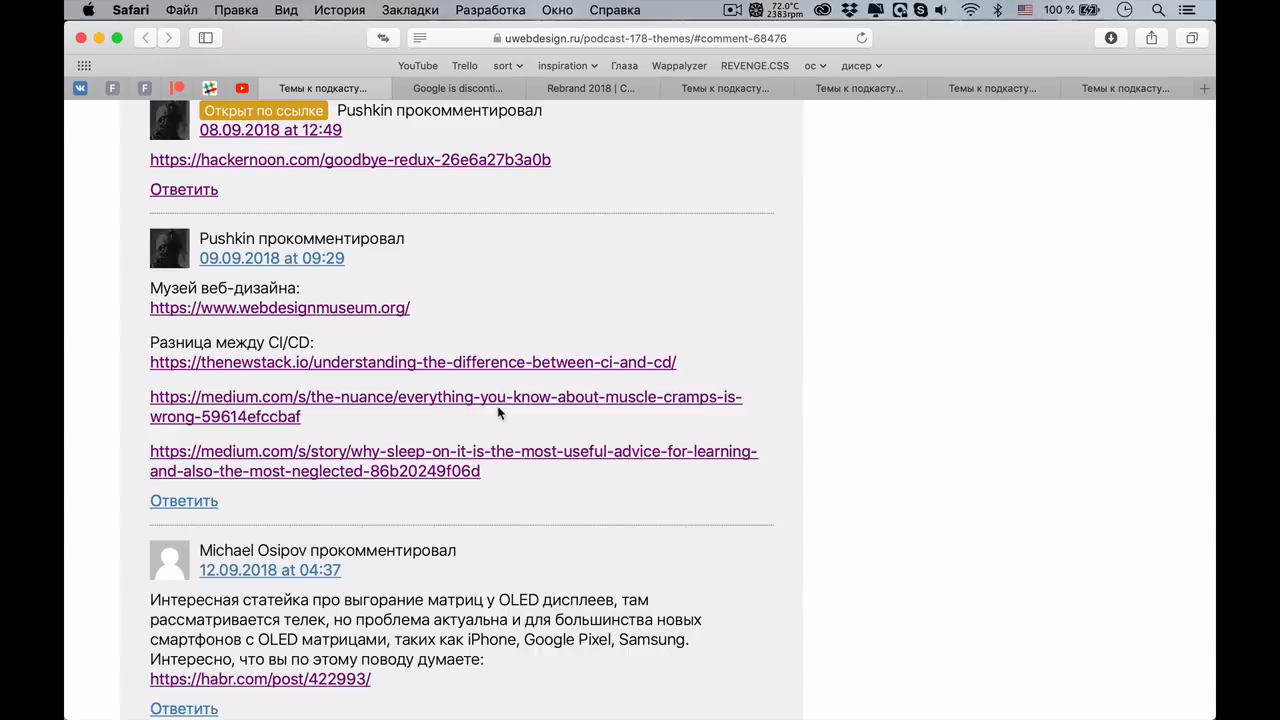 Safari Файл Правка Вид История Закладки Разработка Окно Справка 72.0°C 2383rpm 100 %
uwebdesign.ru/podcast-178-themes/#comment-68476
YouTube Trello sort inspiration Глаза Wappalyzer REVENGE.CSS ос дисер
F F Темы к подкасту... Google is disconti... Rebrand 2018 | C... Темы к подкасту... Темы к подкасту... Темы к подкасту... Темы к подкасту...
Открыт по ссылке Pushkin прокомментировал
08.09.2018 at 12:49
https://hackernoon.com/goodbye-redux-26e6a27b3a0b
Ответить
Pushkin прокомментировал
09.09.2018 at 09:29
Музей веб-дизайна:
https://www.webdesignmuseum.org/
Разница между CI/CD:
https://thenewstack.io/understanding-the-difference-between-ci-and-cd/
https://medium.com/s/the-nuance/everything-you-know-about-muscle-cramps-is-
wrong-59614efccbaf
https://medium.com/s/story/why-sleep-on-it-is-the-most-useful-advice-for-learning-
and-also-the-most-neglected-86b20249f06d
Ответить
Michael Osipov прокомментировал
12.09.2018 at 04:37
Интересная статейка про выгорание матриц у OLED дисплеев, там
рассматривается телек, но проблема актуальна и для большинства новых
смартфонов с OLED матрицами, таких как iPhone, Google Pixel, Samsung.
Интересно, что вы по этому поводу думаете:
https://habr.com/post/422993/
Ответить